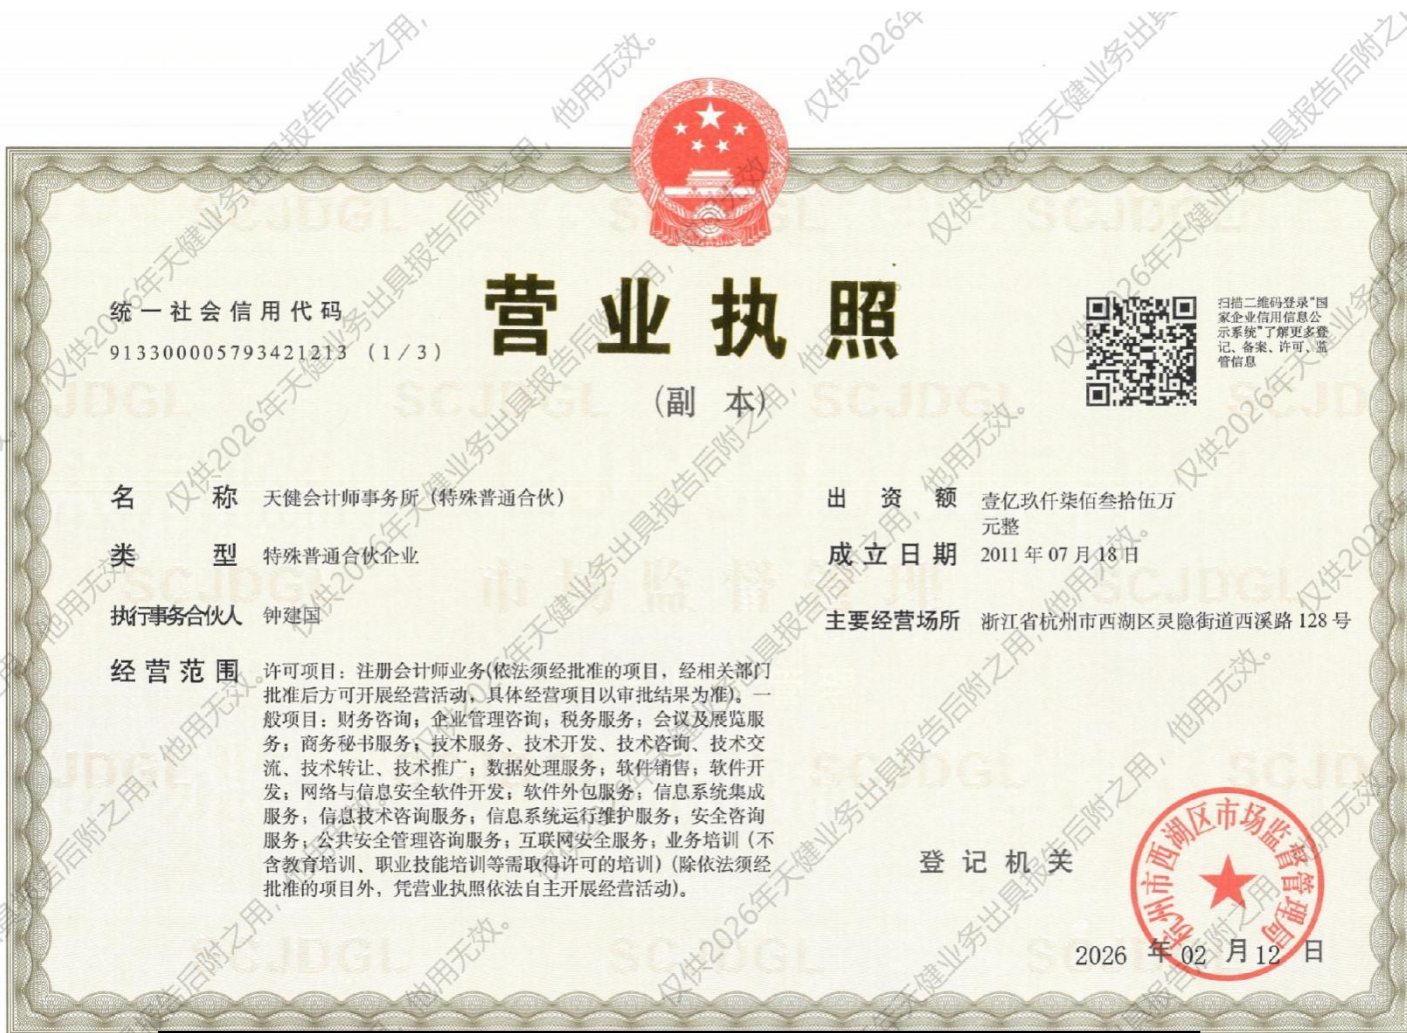 营业执照
(副 本)
统一社会信用代码
913300005793421213 (1/3)
扫描二维码登录“国
家企业信用信息公
示系统”了解更多登
记、备案、许可、监
管信息
名 称 天健会计师事务所（特殊普通合伙）
类 型 特殊普通合伙企业
执行事务合伙人 钟建国
经营范围 许可项目：注册会计师业务(依法须经批准的项目，经相关部门
批准后方可开展经营活动，具体经营项目以审批结果为准)。一
般项目：财务咨询；企业管理咨询；税务服务；会议及展览服
务；商务秘书服务；技术服务、技术开发、技术咨询、技术交
流、技术转让、技术推广；数据处理服务；软件销售；软件开
发；网络与信息安全软件开发；软件外包服务；信息系统集成
服务；信息技术咨询服务；信息系统运行维护服务；安全咨询
服务；公共安全管理咨询服务；互联网安全服务；业务培训（不
含教育培训、职业技能培训等需取得许可的培训）(除依法须经
批准的项目外，凭营业执照依法自主开展经营活动)。
出 资 额 壹亿玖仟柒佰叁拾伍万
元整
成立日期 2011 年 07 月 18 日
主要经营场所 浙江省杭州市西湖区灵隐街道西溪路 128 号
登记机关
杭州市西湖区市场监督管理局
2026 年 02 月 12 日
仅供2026年天健业务出具报告后附之用，他用无效。
SCJDGL
市场监督管理